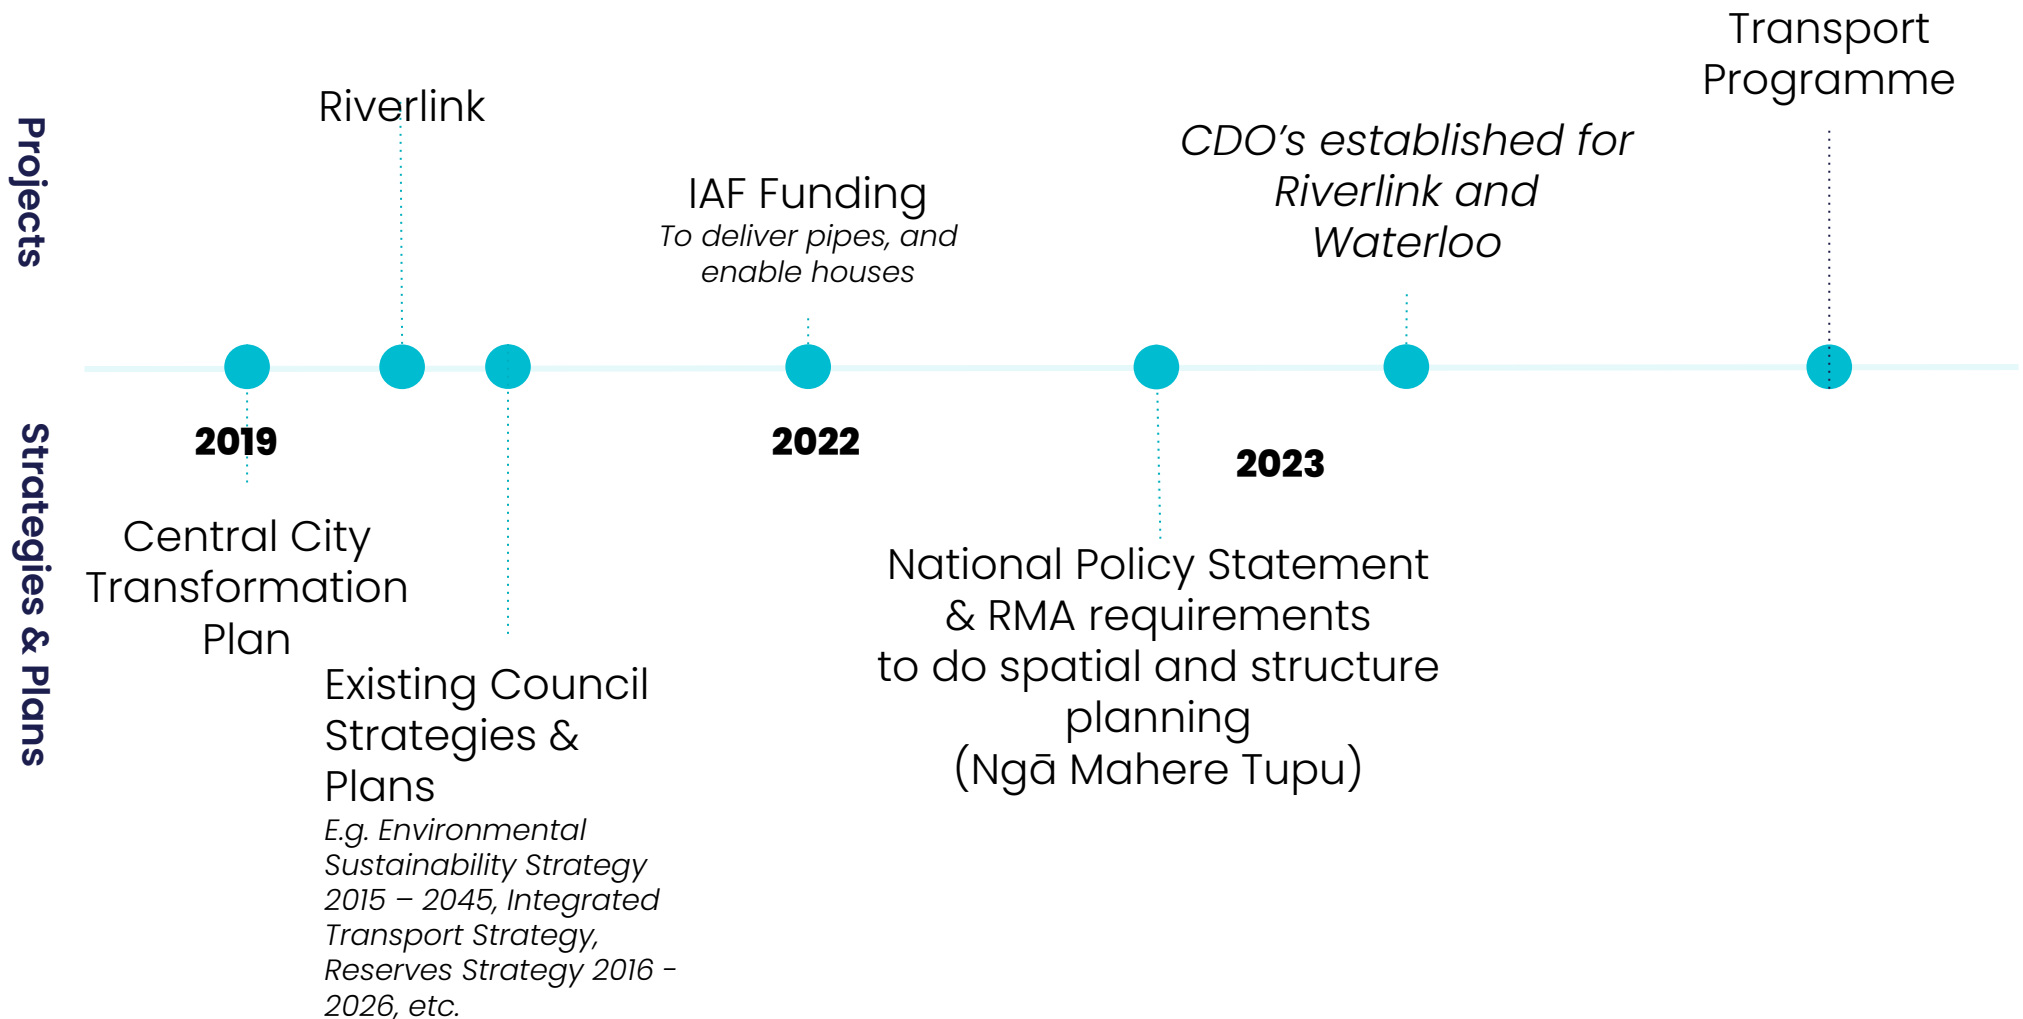 Projects
Riverlink
IAF Funding
To deliver pipes, and
enable houses
CDO’s established for
Riverlink and
Waterloo
Transport
Programme
Strategies & Plans
2019
2022
2023
Central City
Transformation
Plan
Existing Council
Strategies &
Plans
E.g. Environmental
Sustainability Strategy
2015 – 2045, Integrated
Transport Strategy,
Reserves Strategy 2016 -
2026, etc.
National Policy Statement
& RMA requirements
to do spatial and structure
planning
(Ngā Mahere Tupu)